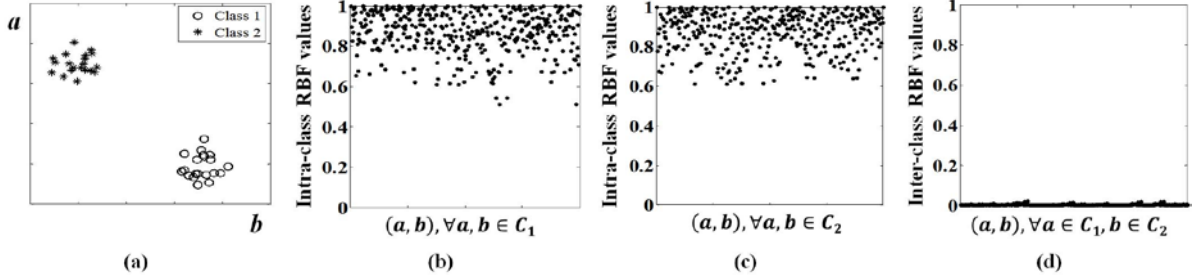 a
Class 1
Class 2
b
(a)
Intra-class RBF values
1
0.8
0.6
0.4
0.2
0
(a, b), ∀a, b ∈ C₁
(b)
Intra-class RBF values
1
0.8
0.6
0.4
0.2
0
(a, b), ∀a, b ∈ C₂
(c)
Inter-class RBF values
1
0.8
0.6
0.4
0.2
0
(a, b), ∀a ∈ C₁, b ∈ C₂
(d)